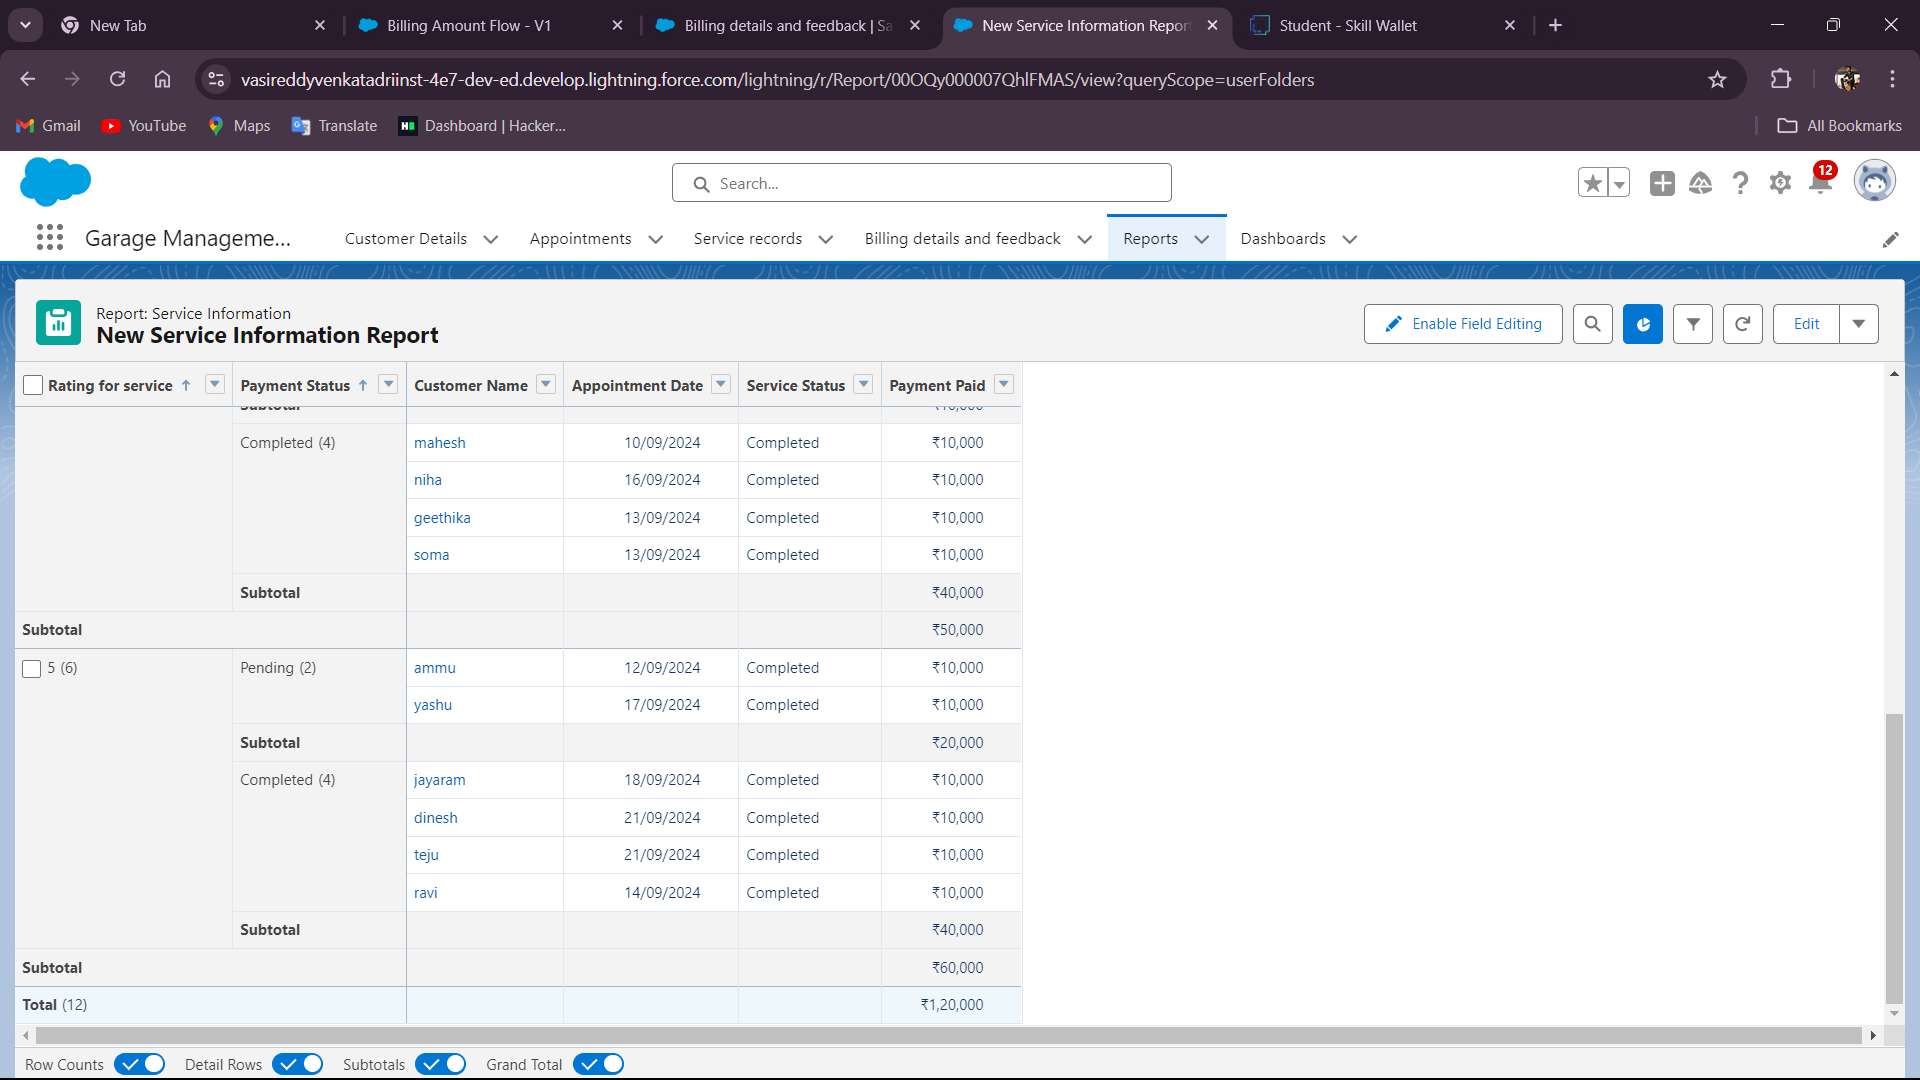 New Tab
Billing Amount Flow - V1
Billing details and feedback | Sa
New Service Information Report
Student - Skill Wallet
vasireddyvenkatadriinst-4e7-dev-ed.develop.lightning.force.com/lightning/r/Report/00OQy000007QhlFMAS/view?queryScope=userFolders
Gmail
YouTube
Maps
Translate
Dashboard | Hacker...
All Bookmarks
Search...
12
Garage Manageme...
Customer Details
Appointments
Service records
Billing details and feedback
Reports
Dashboards
Report: Service Information
New Service Information Report
Enable Field Editing
Edit
Rating for service ↑ Payment Status ↑ Customer Name Appointment Date Service Status Payment Paid
Subtotal ₹10,000
Completed (4) mahesh 10/09/2024 Completed ₹10,000
niha 16/09/2024 Completed ₹10,000
geethika 13/09/2024 Completed ₹10,000
soma 13/09/2024 Completed ₹10,000
Subtotal ₹40,000
Subtotal ₹50,000
5 (6) Pending (2) ammu 12/09/2024 Completed ₹10,000
yashu 17/09/2024 Completed ₹10,000
Subtotal ₹20,000
Completed (4) jayaram 18/09/2024 Completed ₹10,000
dinesh 21/09/2024 Completed ₹10,000
teju 21/09/2024 Completed ₹10,000
ravi 14/09/2024 Completed ₹10,000
Subtotal ₹40,000
Subtotal ₹60,000
Total (12) ₹1,20,000
Row Counts Detail Rows Subtotals Grand Total